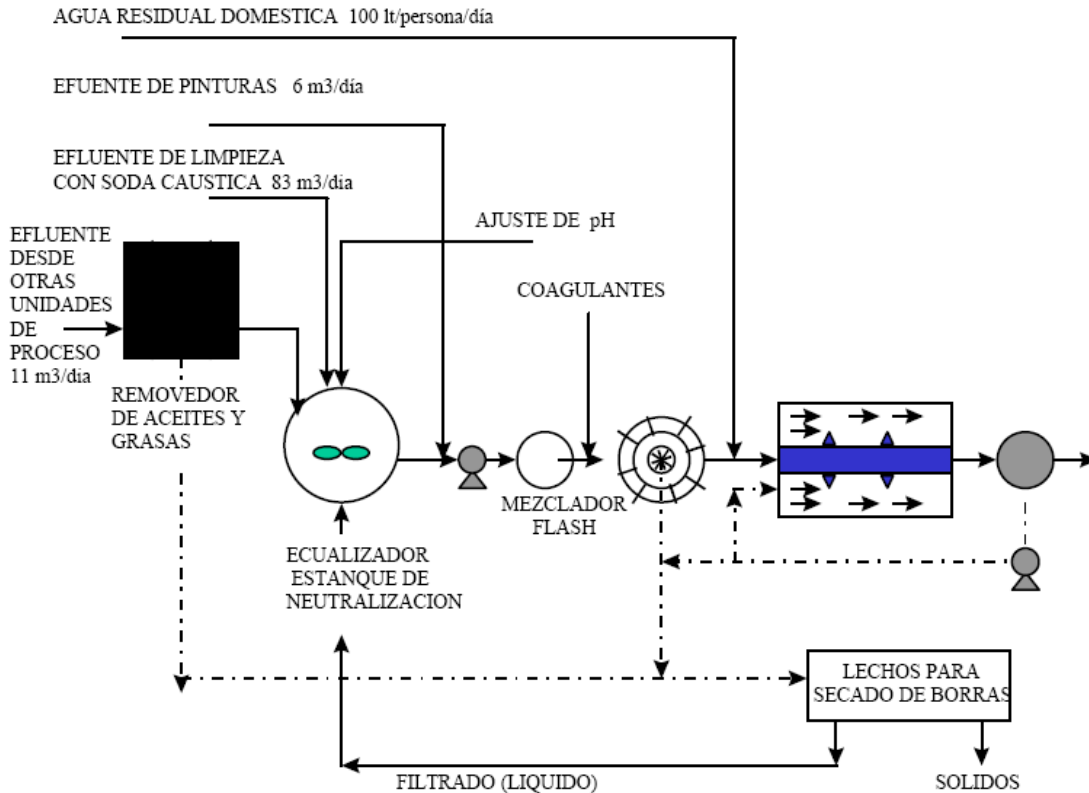 AGUA RESIDUAL DOMESTICA 100 lt/persona/día
EFUENTE DE PINTURAS 6 m3/día
EFLUENTE DE LIMPIEZA
CON SODA CAUSTICA 83 m3/dia
EFLUENTE
DESDE
OTRAS
UNIDADES
DE
PROCESO
11 m3/dia
AJUSTE DE pH
COAGULANTES
REMOVEDOR
DE ACEITES Y
GRASAS
MEZCLADOR
FLASH
ECUALIZADOR
ESTANQUE DE
NEUTRALIZACION
LECHOS PARA
SECADO DE BORRAS
FILTRADO (LIQUIDO)
SOLIDOS